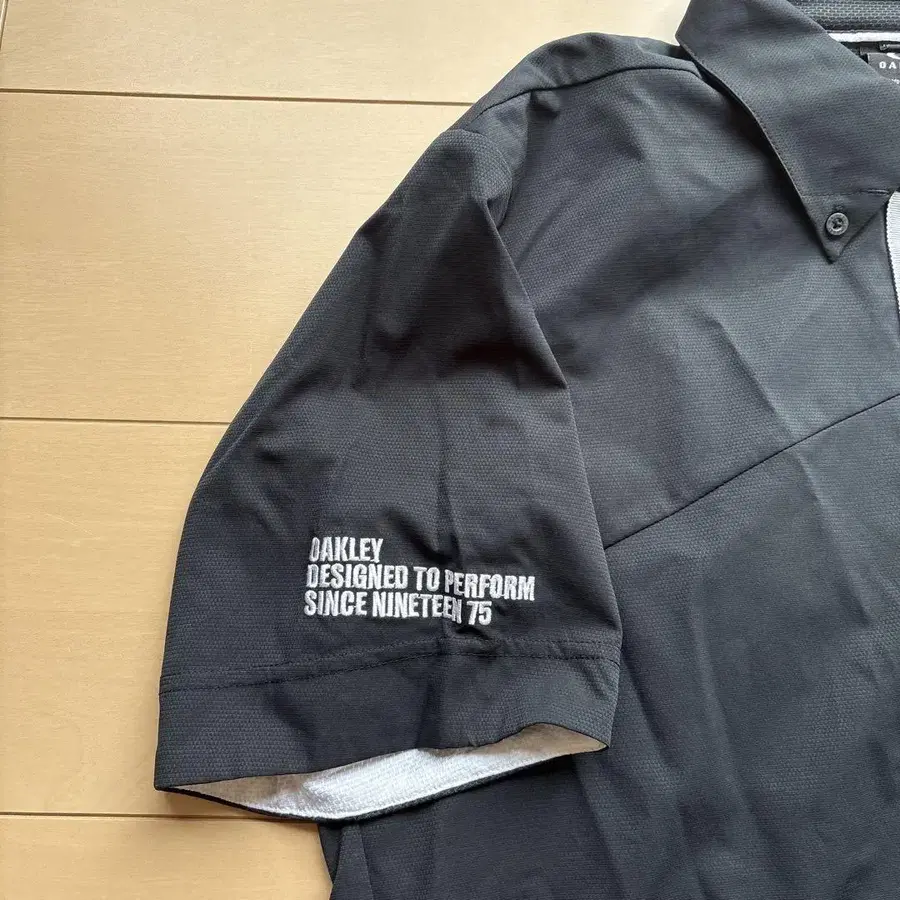 OAKLEY
DESIGNED TO PERFORM
SINCE NINETEEN 75